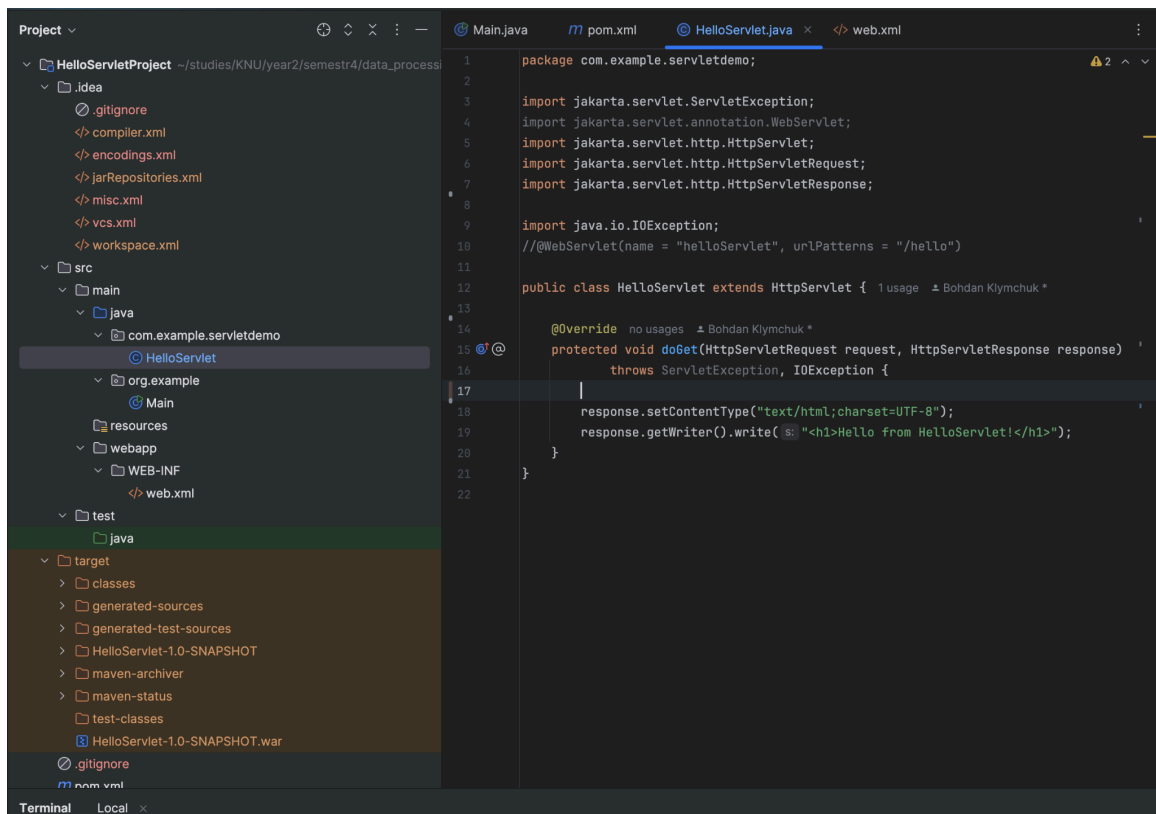 Project
HelloServletProject ~/studies/KNU/year2/semestr4/data_processi
.idea
.gitignore
compiler.xml
encodings.xml
jarRepositories.xml
misc.xml
vcs.xml
workspace.xml
src
main
java
com.example.servletdemo
HelloServlet
org.example
Main
resources
webapp
WEB-INF
web.xml
test
java
target
classes
generated-sources
generated-test-sources
HelloServlet-1.0-SNAPSHOT
maven-archiver
maven-status
test-classes
HelloServlet-1.0-SNAPSHOT.war
.gitignore
pom.xml
Main.java m pom.xml HelloServlet.java × </> web.xml
1 package com.example.servletdemo; 2
2
3 import jakarta.servlet.ServletException;
4 import jakarta.servlet.annotation.WebServlet;
5 import jakarta.servlet.http.HttpServlet;
6 import jakarta.servlet.http.HttpServletRequest;
7 import jakarta.servlet.http.HttpServletResponse;
8
9 import java.io.IOException;
10 //@WebServlet(name = "helloServlet", urlPatterns = "/hello")
11
12 public class HelloServlet extends HttpServlet { 1 usage Bohdan Klymchuk *
13
14 @Override no usages Bohdan Klymchuk *
15 @ protected void doGet(HttpServletRequest request, HttpServletResponse response)
16 throws ServletException, IOException {
17
18 response.setContentType("text/html;charset=UTF-8");
19 response.getWriter().write( s: "<h1>Hello from HelloServlet!</h1>");
20 }
21 }
22
Terminal Local ×